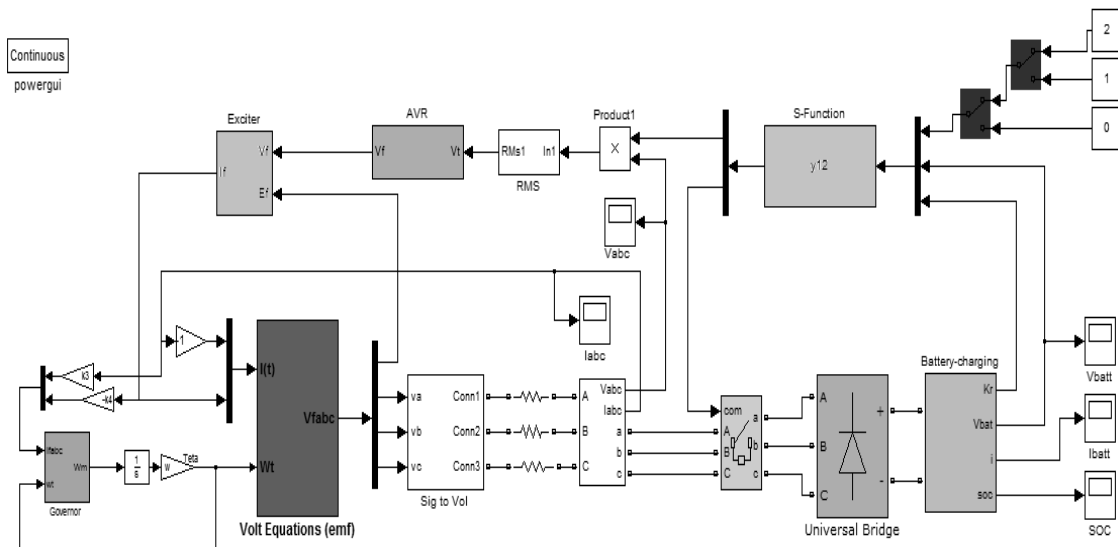 Continuous
powergui
2
1
0
Exciter
Vf
If
Ef
AVR
Vf
Vt
RMs1
In1
RMS
Product1
X
S-Function
y12
Vabc
Iabc
-1
k3
-k4
I(t)
Vfabc
Wt
Volt Equations (emf)
Ifabc
wt
Wm
Governor
1
w
Teta
va
vb
vc
Conn1
Conn2
Conn3
Sig to Vol
A
B
C
Vabc
Iabc
a
b
c
com
A
B
C
a
b
c
A
B
C
+
-
Universal Bridge
Battery-charging
Kr
Vbat
i
soc
Vbatt
Ibatt
SOC